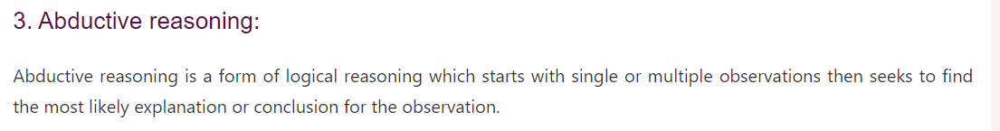 3. Abductive reasoning:
Abductive reasoning is a form of logical reasoning which starts with single or multiple observations then seeks to find
the most likely explanation or conclusion for the observation.